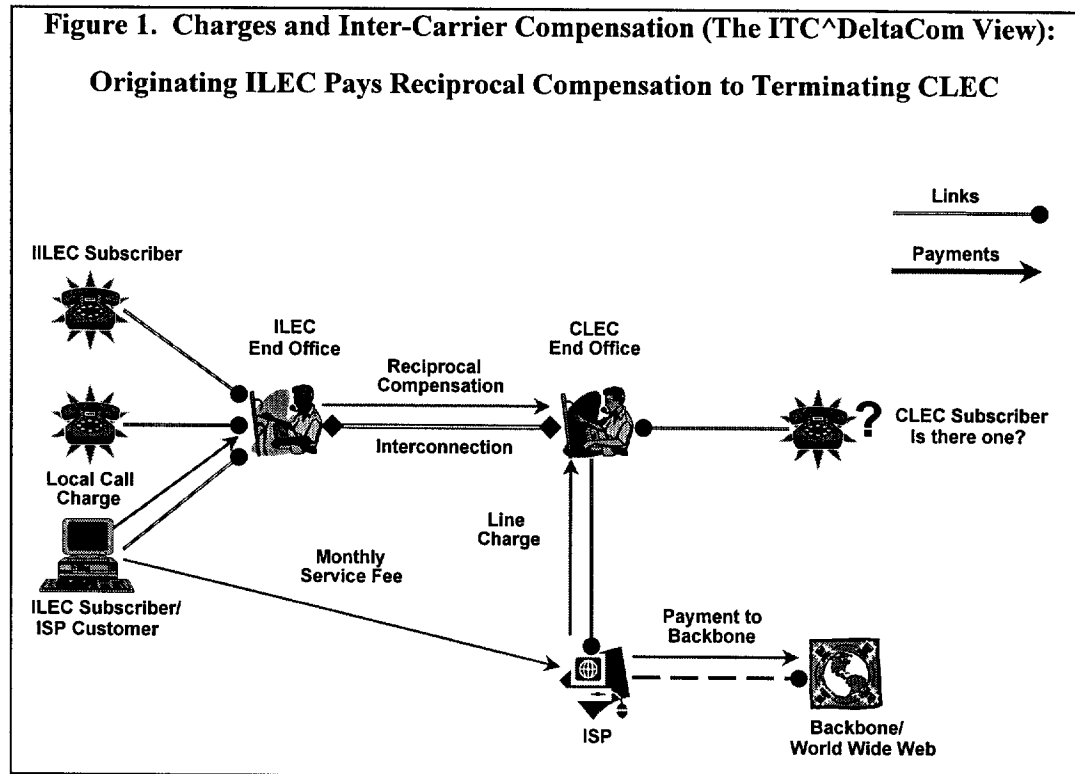 Figure 1. Charges and Inter-Carrier Compensation (The ITC^DeltaCom View):
Originating ILEC Pays Reciprocal Compensation to Terminating CLEC
Links
Payments
IILEC Subscriber
ILEC
End Office
CLEC
End Office
Reciprocal
Compensation
Interconnection
?
CLEC Subscriber
Is there one?
Local Call
Charge
Line
Charge
Monthly
Service Fee
ILEC Subscriber/
ISP Customer
Payment to
Backbone
ISP
Backbone/
World Wide Web